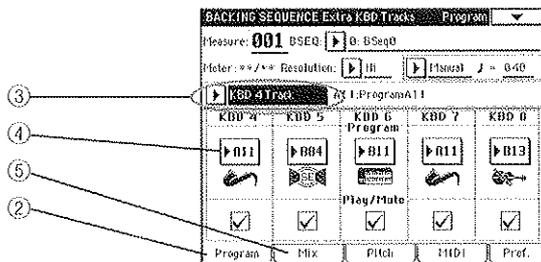 BACKING SEQUENCE Extra KBD Tracks Program
Measure: 001 BSEQ: 0: BSeq0
Meter: **/** Resolution: Hi Manual ♩ = 040
③ KBD 4 Track A11:ProgramA11
KBD 4 KBD 5 KBD 6 KBD 7 KBD 8
Program
④ A51 B84 B11 A11 B13
⑤
Play/Mute
②
Program Mix Pitch MIDI Pref.